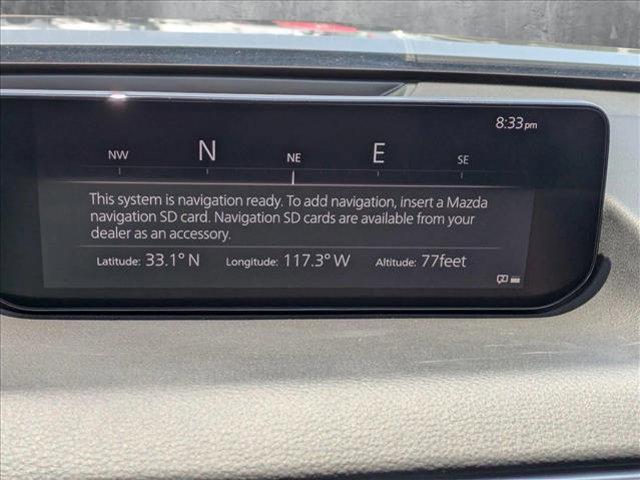 8:33pm
NW N NE E SE
This system is navigation ready. To add navigation, insert a Mazda
navigation SD card. Navigation SD cards are available from your
dealer as an accessory.
Latitude: 33.1° N Longitude: 117.3° W Altitude: 77feet